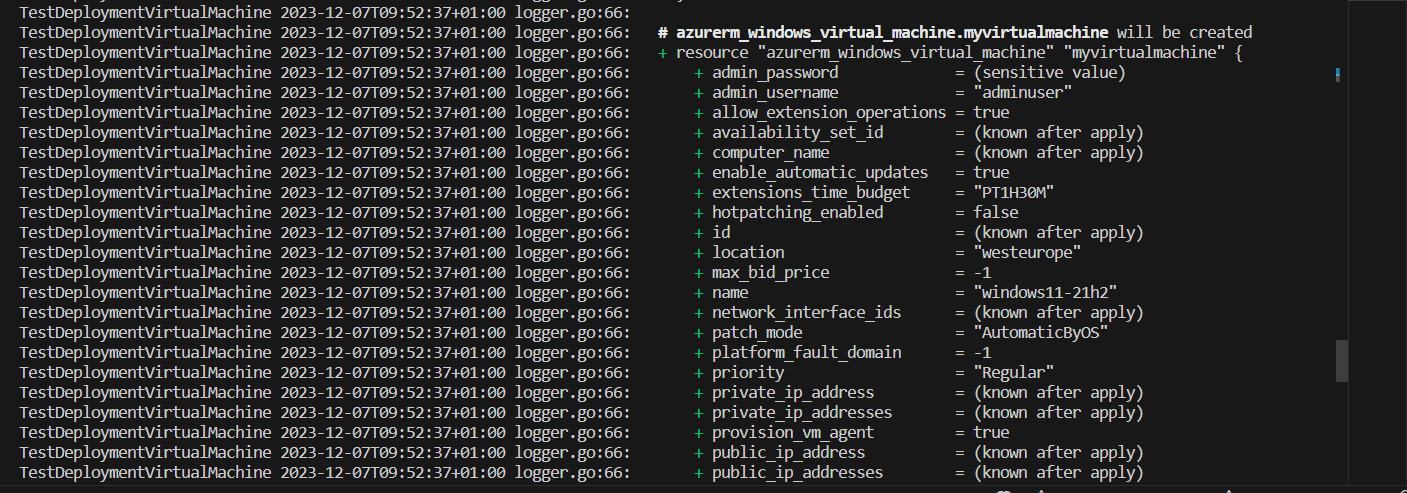 TestDeploymentVirtualMachine 2023-12-07T09:52:37+01:00 logger.go:66:
TestDeploymentVirtualMachine 2023-12-07T09:52:37+01:00 logger.go:66: # azurerm_windows_virtual_machine.myvirtualmachine will be created
TestDeploymentVirtualMachine 2023-12-07T09:52:37+01:00 logger.go:66: + resource "azurerm_windows_virtual_machine" "myvirtualmachine" {
TestDeploymentVirtualMachine 2023-12-07T09:52:37+01:00 logger.go:66: + admin_password = (sensitive value)
TestDeploymentVirtualMachine 2023-12-07T09:52:37+01:00 logger.go:66: + admin_username = "adminuser"
TestDeploymentVirtualMachine 2023-12-07T09:52:37+01:00 logger.go:66: + allow_extension_operations = true
TestDeploymentVirtualMachine 2023-12-07T09:52:37+01:00 logger.go:66: + availability_set_id = (known after apply)
TestDeploymentVirtualMachine 2023-12-07T09:52:37+01:00 logger.go:66: + computer_name = (known after apply)
TestDeploymentVirtualMachine 2023-12-07T09:52:37+01:00 logger.go:66: + enable_automatic_updates = true
TestDeploymentVirtualMachine 2023-12-07T09:52:37+01:00 logger.go:66: + extensions_time_budget = "PT1H30M"
TestDeploymentVirtualMachine 2023-12-07T09:52:37+01:00 logger.go:66: + hotpatching_enabled = false
TestDeploymentVirtualMachine 2023-12-07T09:52:37+01:00 logger.go:66: + id = (known after apply)
TestDeploymentVirtualMachine 2023-12-07T09:52:37+01:00 logger.go:66: + location = "westeurope"
TestDeploymentVirtualMachine 2023-12-07T09:52:37+01:00 logger.go:66: + max_bid_price = -1
TestDeploymentVirtualMachine 2023-12-07T09:52:37+01:00 logger.go:66: + name = "windows11-21h2"
TestDeploymentVirtualMachine 2023-12-07T09:52:37+01:00 logger.go:66: + network_interface_ids = (known after apply)
TestDeploymentVirtualMachine 2023-12-07T09:52:37+01:00 logger.go:66: + patch_mode = "AutomaticByOS"
TestDeploymentVirtualMachine 2023-12-07T09:52:37+01:00 logger.go:66: + platform_fault_domain = -1
TestDeploymentVirtualMachine 2023-12-07T09:52:37+01:00 logger.go:66: + priority = "Regular"
TestDeploymentVirtualMachine 2023-12-07T09:52:37+01:00 logger.go:66: + private_ip_address = (known after apply)
TestDeploymentVirtualMachine 2023-12-07T09:52:37+01:00 logger.go:66: + private_ip_addresses = (known after apply)
TestDeploymentVirtualMachine 2023-12-07T09:52:37+01:00 logger.go:66: + provision_vm_agent = true
TestDeploymentVirtualMachine 2023-12-07T09:52:37+01:00 logger.go:66: + public_ip_address = (known after apply)
TestDeploymentVirtualMachine 2023-12-07T09:52:37+01:00 logger.go:66: + public_ip_addresses = (known after apply)